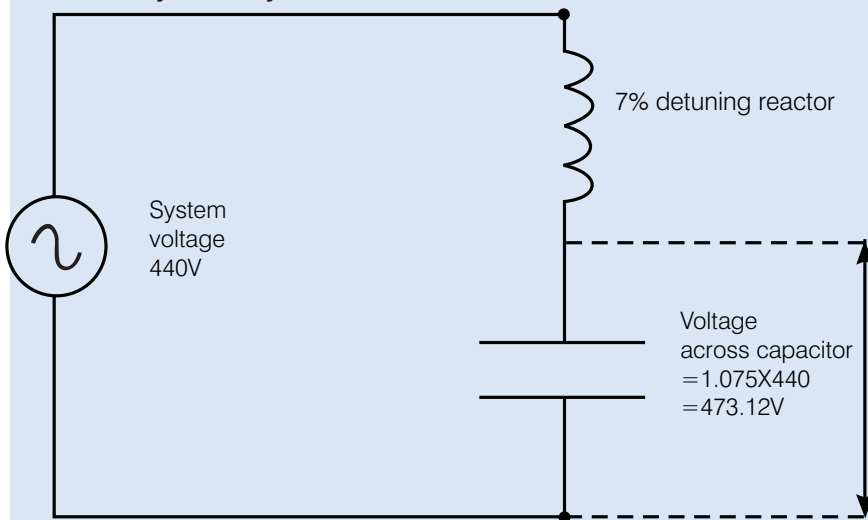 7% detuning reactor
System
voltage
440V
Voltage
across capacitor
=1.075X440
=473.12V